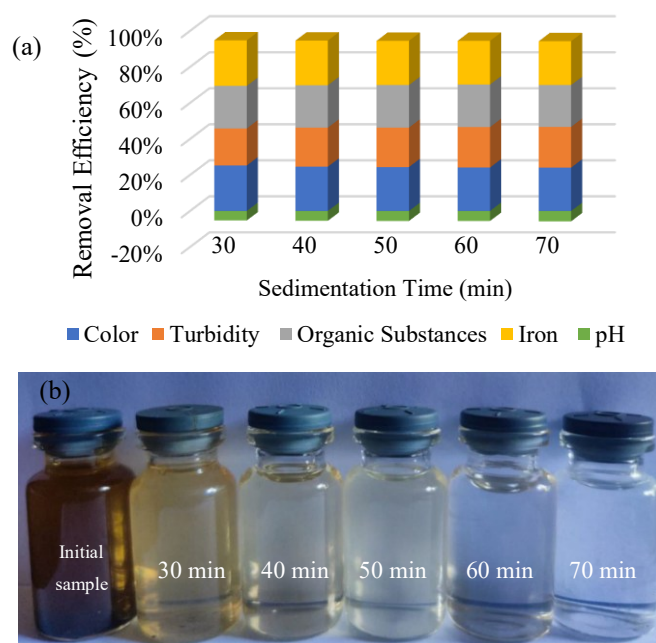 (a)
Removal Efficiency (%)
100%
80%
60%
40%
20%
0%
-20%
30 40 50 60 70
Sedimentation Time (min)
Color Turbidity Organic Substances Iron pH
(b)
Initial
sample
30 min 40 min 50 min 60 min 70 min